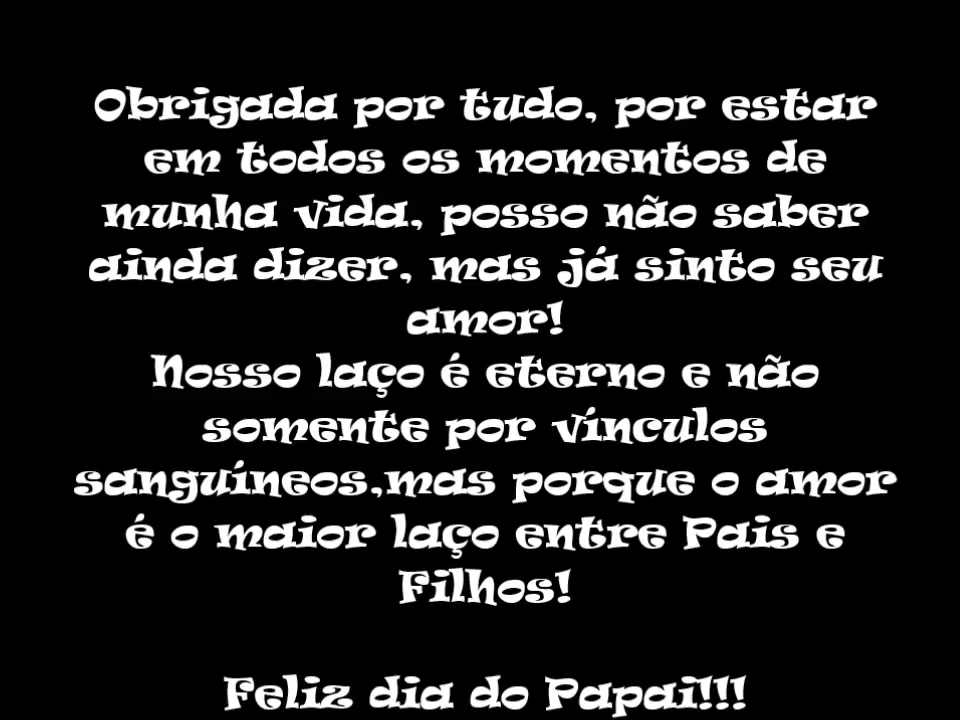 Obrigada por tudo, por estar
em todos os momentos de
munha vida, posso não saber
ainda dizer, mas já sinto seu
amor!
Nosso laço é eterno e não
somente por vínculos
sanguíneos,mas porque o amor
é o maior laço entre Pais e
Filhos!
Feliz dia do Papai!!!